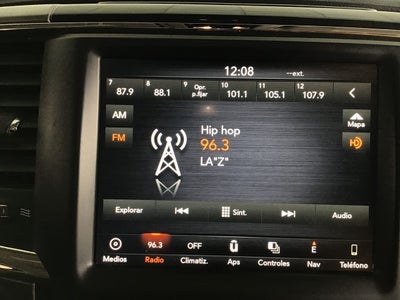 12:08 --ext.
7 8 Opr. p.fijar 10 11 12
87.9 88.1 101.1 105.1 107.9
AM
Mapa
FM
HD
Hip hop
96.3
LA"Z"
Explorar Sint. Audio
96.3 OFF E
Medios Radio Climatiz. Aps Controles Nav Teléfono